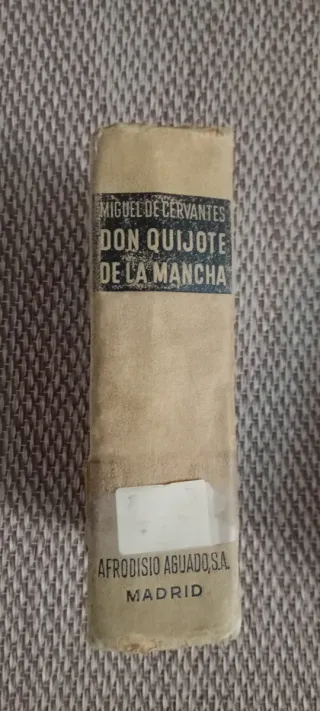 MIGUEL DE CERVANTES
DON QUIJOTE
DE LA MANCHA
AFRODISIO AGUADO, S.A.
MADRID